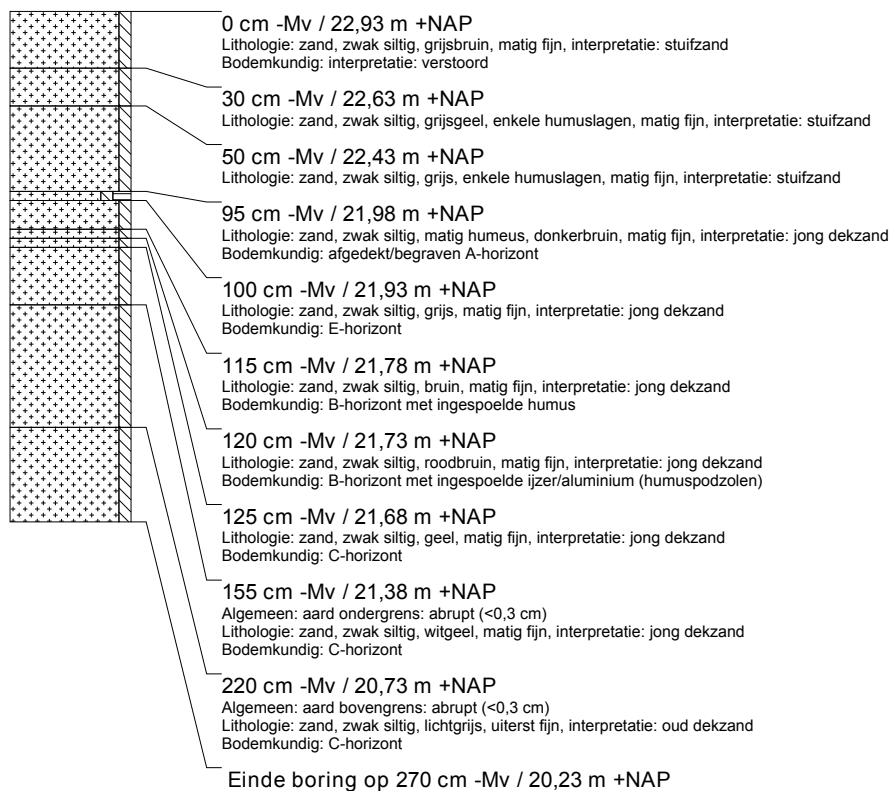 0 cm -Mv / 22,93 m +NAP
Lithologie: zand, zwak siltig, grijsbruin, matig fijn, interpretatie: stuifzand
Bodemkundig: interpretatie: verstoord
30 cm -Mv / 22,63 m +NAP
Lithologie: zand, zwak siltig, grijsgeel, enkele humuslagen, matig fijn, interpretatie: stuifzand
50 cm -Mv / 22,43 m +NAP
Lithologie: zand, zwak siltig, grijs, enkele humuslagen, matig fijn, interpretatie: stuifzand
95 cm -Mv / 21,98 m +NAP
Lithologie: zand, zwak siltig, matig humeus, donkerbruin, matig fijn, interpretatie: jong dekzand
Bodemkundig: afgedekt/begraven A-horizont
100 cm -Mv / 21,93 m +NAP
Lithologie: zand, zwak siltig, grijs, matig fijn, interpretatie: jong dekzand
Bodemkundig: E-horizont
115 cm -Mv / 21,78 m +NAP
Lithologie: zand, zwak siltig, bruin, matig fijn, interpretatie: jong dekzand
Bodemkundig: B-horizont met ingespoelde humus
120 cm -Mv / 21,73 m +NAP
Lithologie: zand, zwak siltig, roodbruin, matig fijn, interpretatie: jong dekzand
Bodemkundig: B-horizont met ingespoelde ijzer/aluminium (humuspodzolen)
125 cm -Mv / 21,68 m +NAP
Lithologie: zand, zwak siltig, geel, matig fijn, interpretatie: jong dekzand
Bodemkundig: C-horizont
155 cm -Mv / 21,38 m +NAP
Algemeen: aard ondergrens: abrupt (<0,3 cm)
Lithologie: zand, zwak siltig, witgeel, matig fijn, interpretatie: jong dekzand
Bodemkundig: C-horizont
220 cm -Mv / 20,73 m +NAP
Algemeen: aard bovengrens: abrupt (<0,3 cm)
Lithologie: zand, zwak siltig, lichtgrijs, uiterst fijn, interpretatie: oud dekzand
Bodemkundig: C-horizont
Einde boring op 270 cm -Mv / 20,23 m +NAP